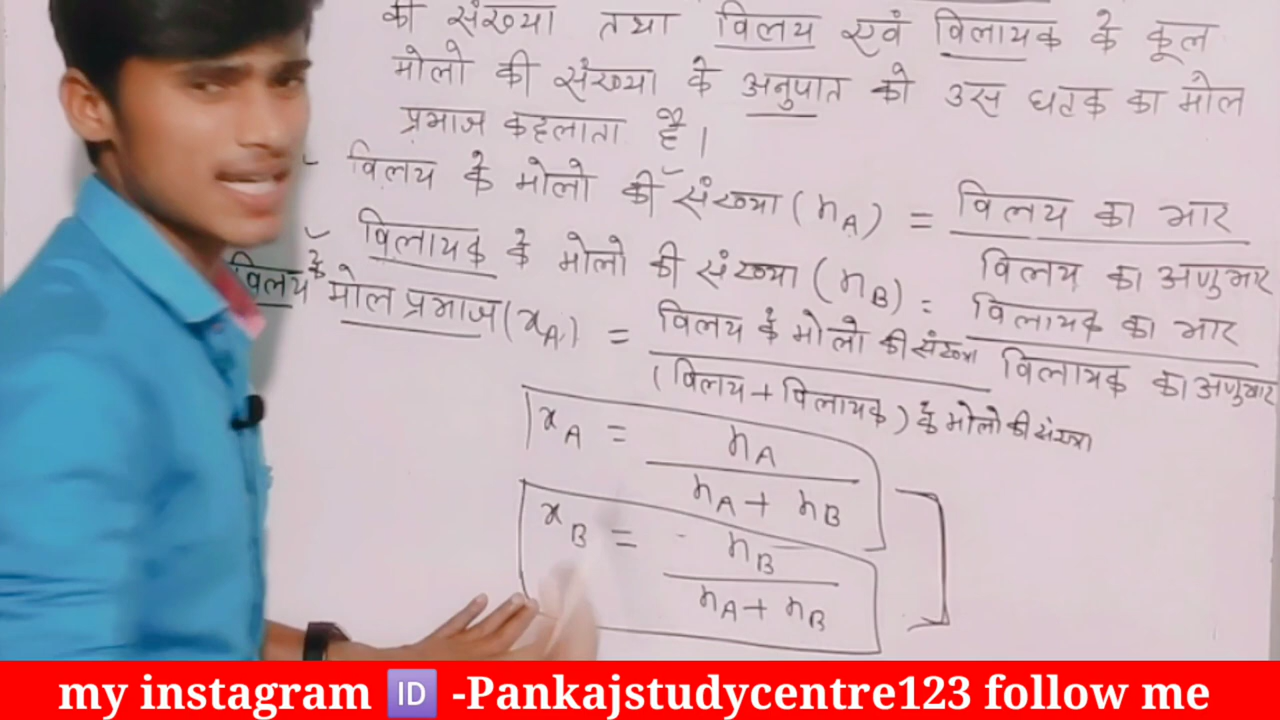 की संख्या तथा विलय एवं विलायक के कूल
मोलो की संख्या के अनुपात को उस घटक का मोल
प्रभाज कहलाता है।
विलय के मोलो की संख्या (nA) = विलय का भार
विलय का अणुभार
विलायक के मोलो की संख्या (nB) = विलायक का भार
विलायक का अणुभार
विलय के मोल प्रभाज (xA) = विलय के मोलो की संख्या
(विलय + विलायक) के मोलो की संख्या
xA = nA
nA + nB
xB = nB
nA + nB
my instagram 🆔 -Pankajstudycentre123 follow me